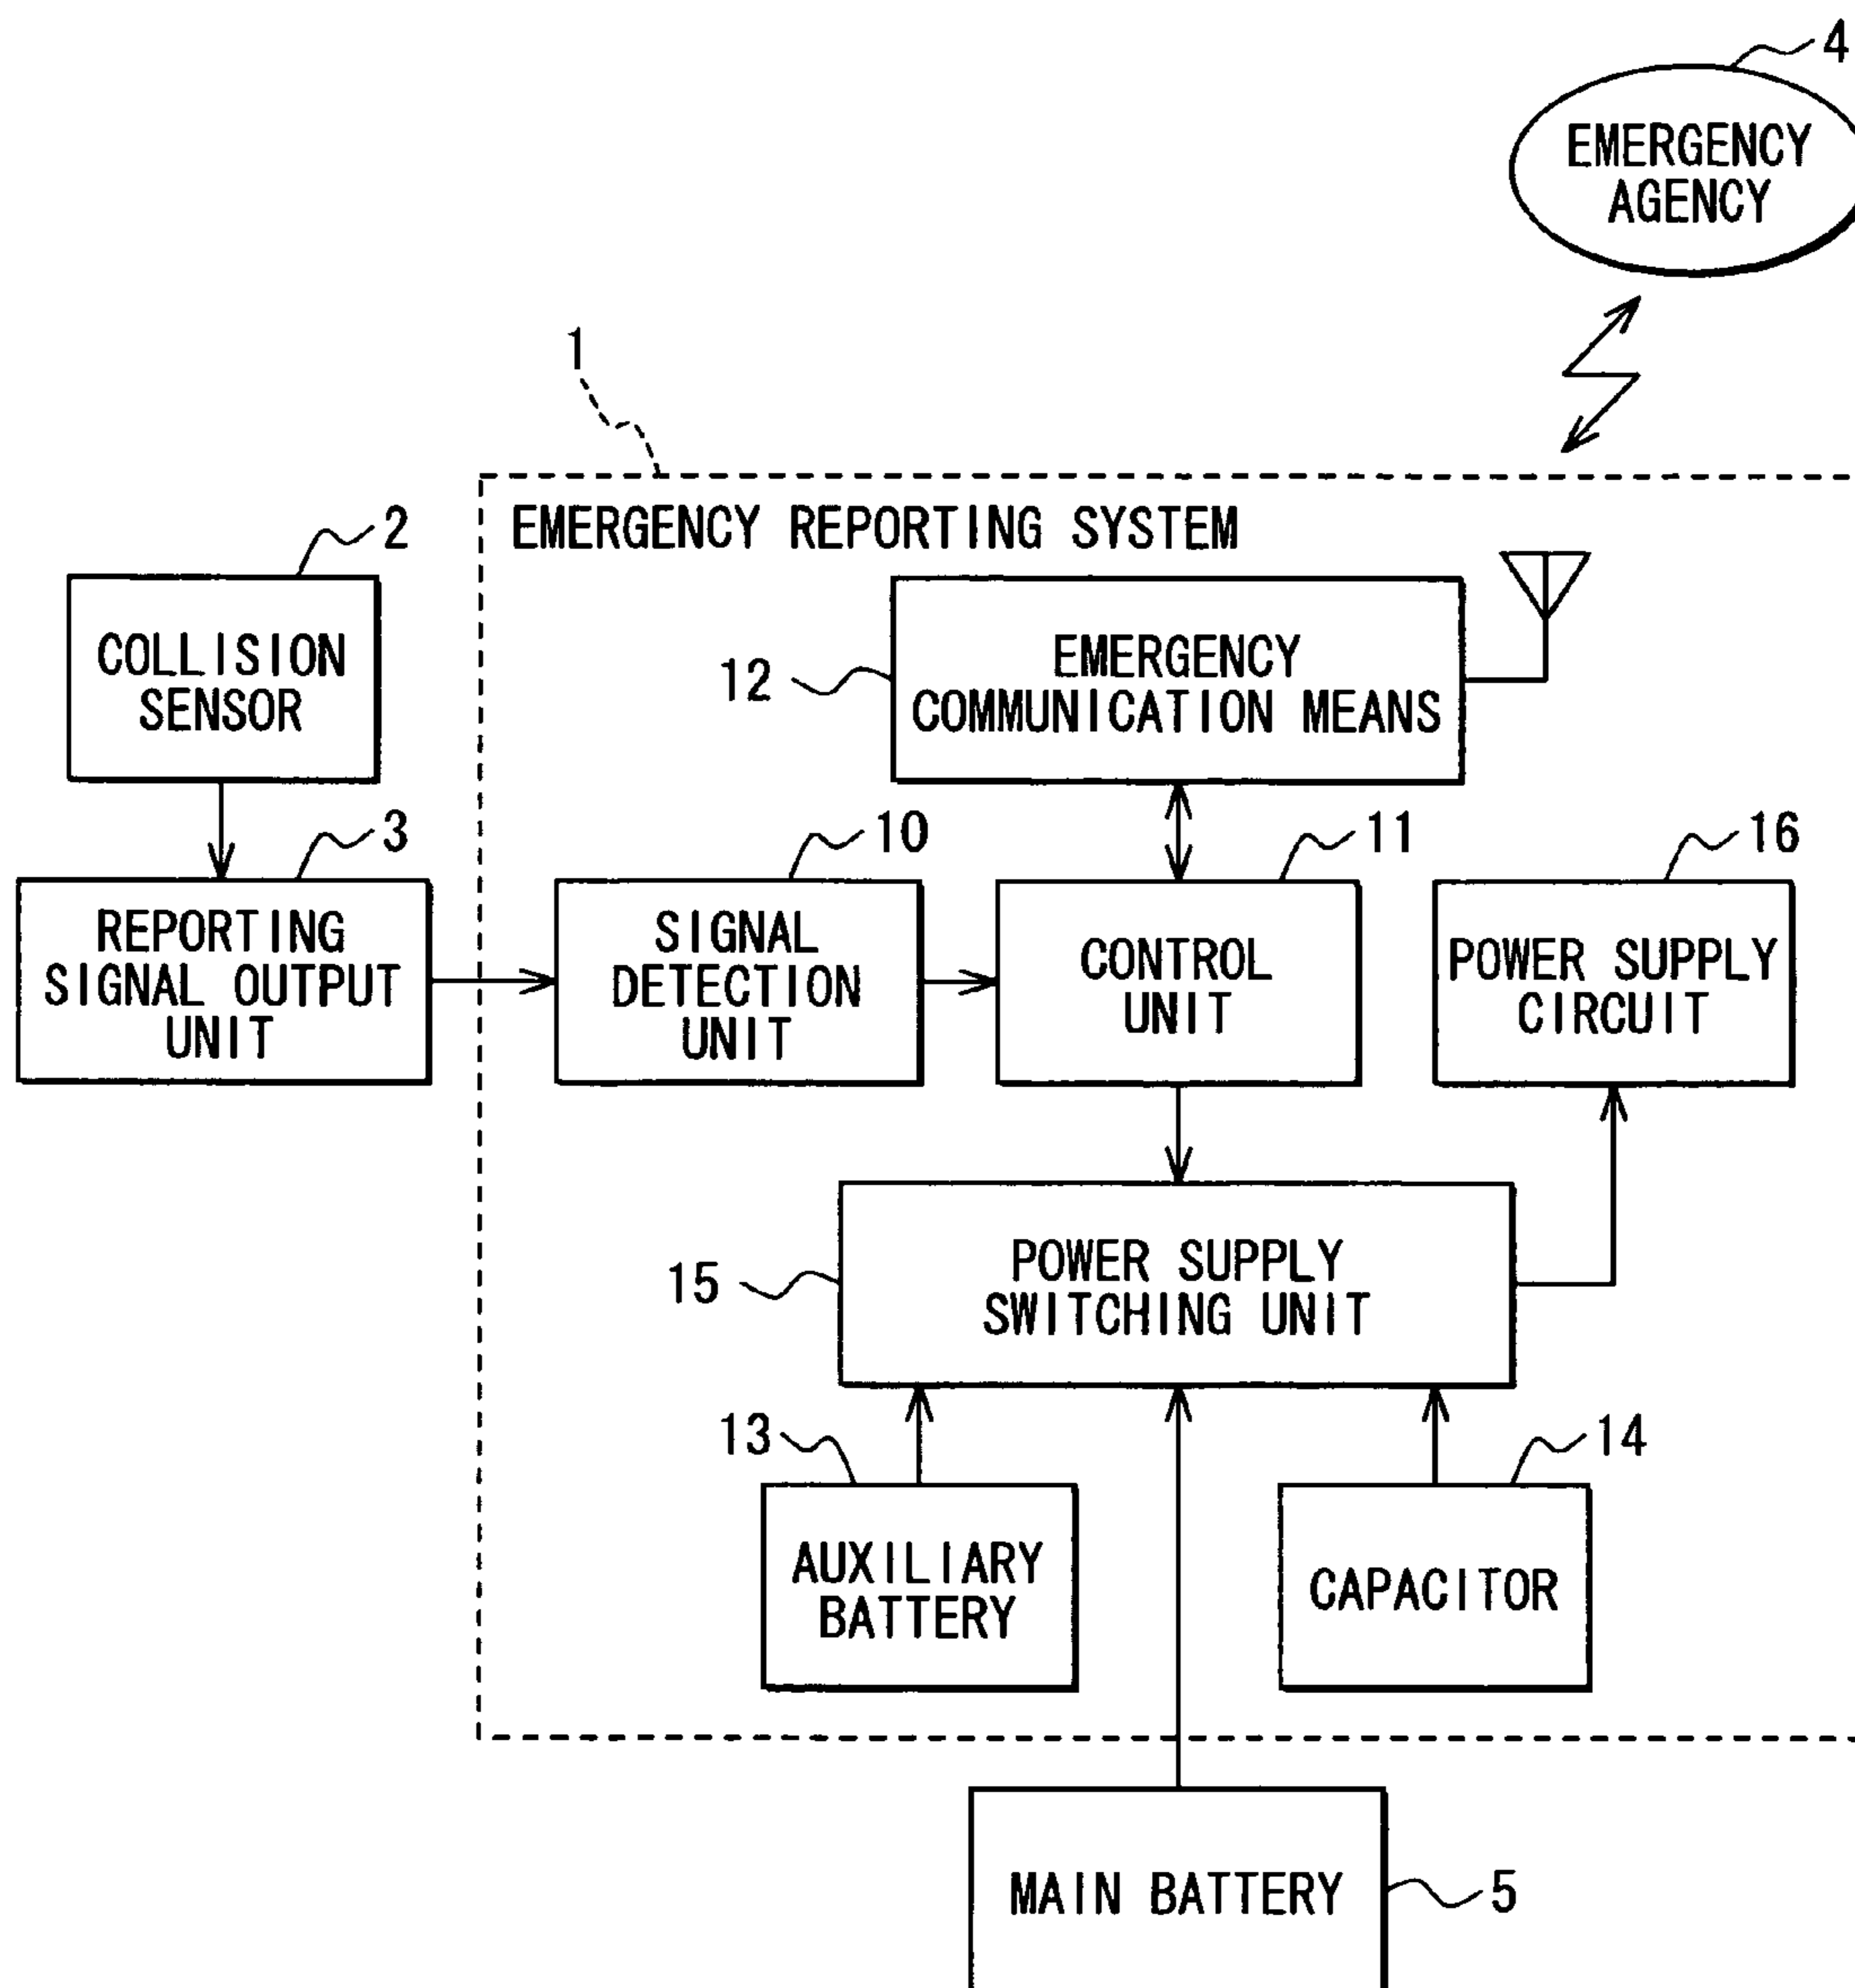 4
EMERGENCY
AGENCY
1
EMERGENCY REPORTING SYSTEM
2
COLLISION
SENSOR
12
EMERGENCY
COMMUNICATION MEANS
3
REPORTING
SIGNAL OUTPUT
UNIT
10
SIGNAL
DETECTION
UNIT
11
CONTROL
UNIT
16
POWER SUPPLY
CIRCUIT
15
POWER SUPPLY
SWITCHING UNIT
13
AUXILIARY
BATTERY
14
CAPACITOR
MAIN BATTERY
5